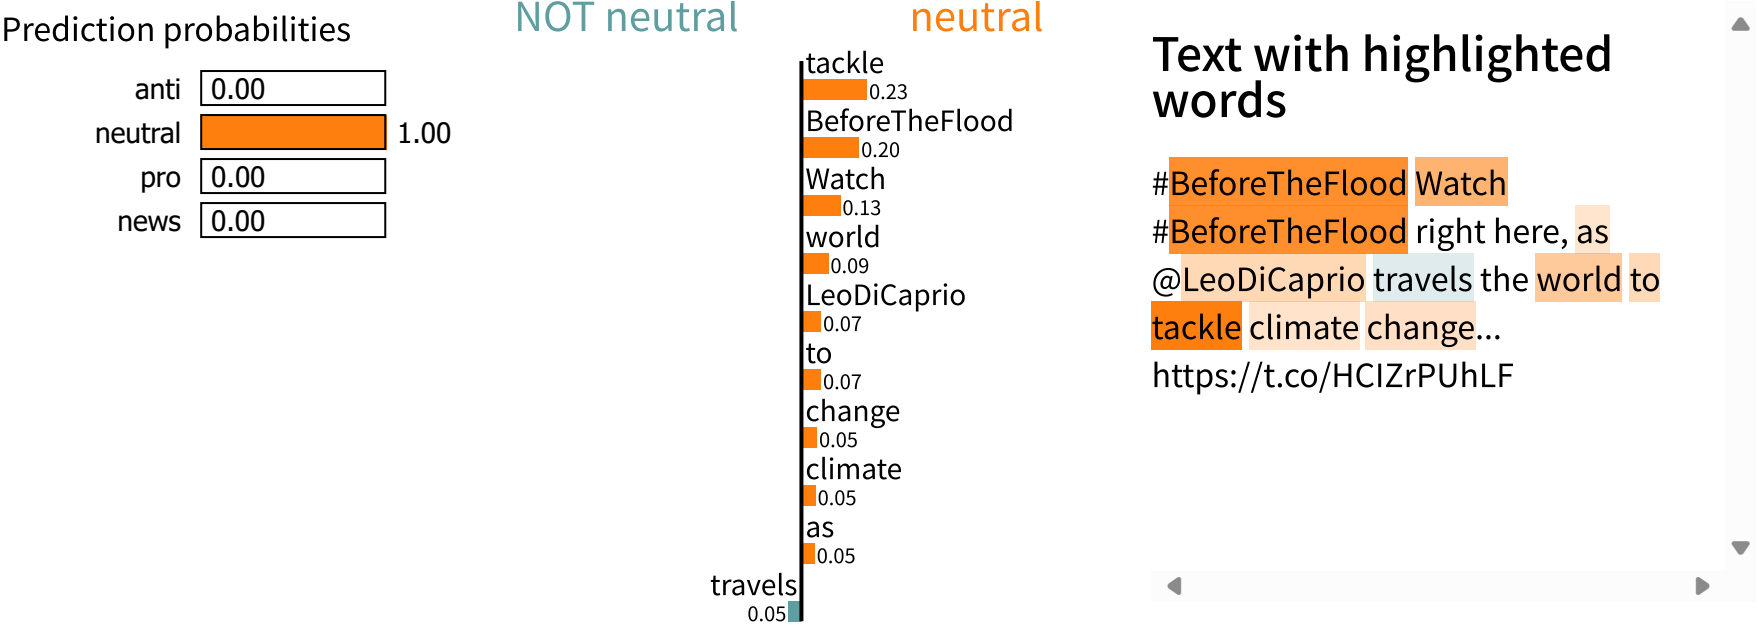 Prediction probabilities
anti 0.00
neutral 1.00
pro 0.00
news 0.00
NOT neutral neutral
tackle
0.23
BeforeTheFlood
0.20
Watch
0.13
world
0.09
LeoDiCaprio
0.07
to
0.07
change
0.05
climate
0.05
as
0.05
travels
0.05
Text with highlighted
words
#BeforeTheFlood Watch
#BeforeTheFlood right here, as
@LeoDiCaprio travels the world to
tackle climate change...
https://t.co/HCIZrPUhLF